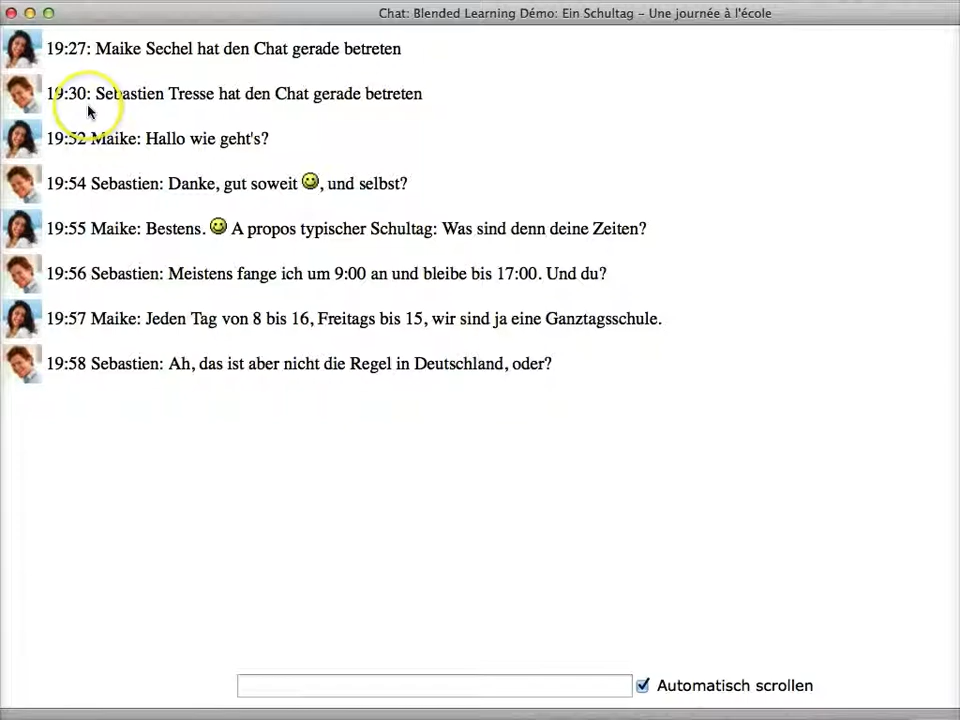 Chat: Blended Learning Démo: Ein Schultag – Une journée à l'école
19:27: Maike Sechel hat den Chat gerade betreten
19:30: Sebastien Tresse hat den Chat gerade betreten
19:52 Maike: Hallo wie geht's?
19:54 Sebastien: Danke, gut soweit , und selbst?
19:55 Maike: Bestens. A propos typischer Schultag: Was sind denn deine Zeiten?
19:56 Sebastien: Meistens fange ich um 9:00 an und bleibe bis 17:00. Und du?
19:57 Maike: Jeden Tag von 8 bis 16, Freitags bis 15, wir sind ja eine Ganztagsschule.
19:58 Sebastien: Ah, das ist aber nicht die Regel in Deutschland, oder?
Automatisch scrollen